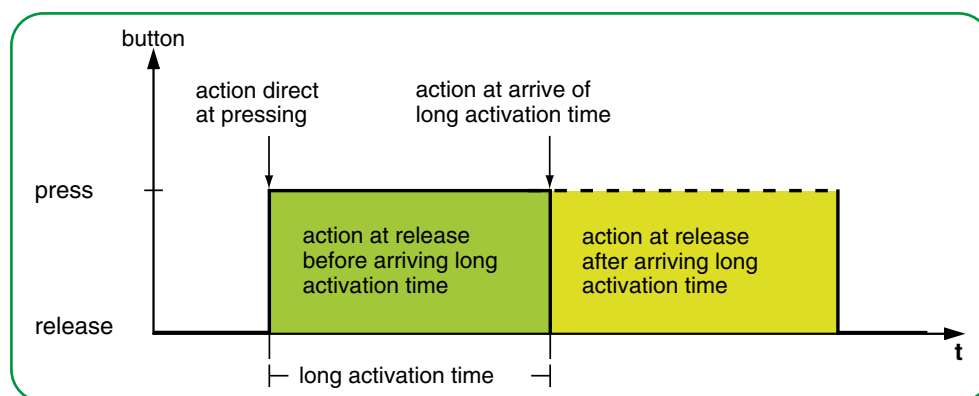 button
action direct
at pressing
action at arrive of
long activation time
press
action at release
before arriving long
activation time
action at release
after arriving long
activation time
release
t
long activation time